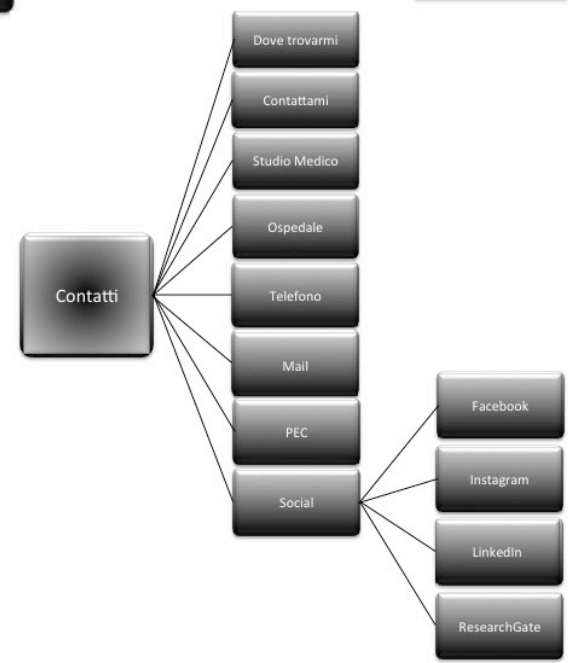 Contatti
Dove trovarmi
Contattami
Studio Medico
Ospedale
Telefono
Mail
PEC
Social
Facebook
Instagram
LinkedIn
ResearchGate